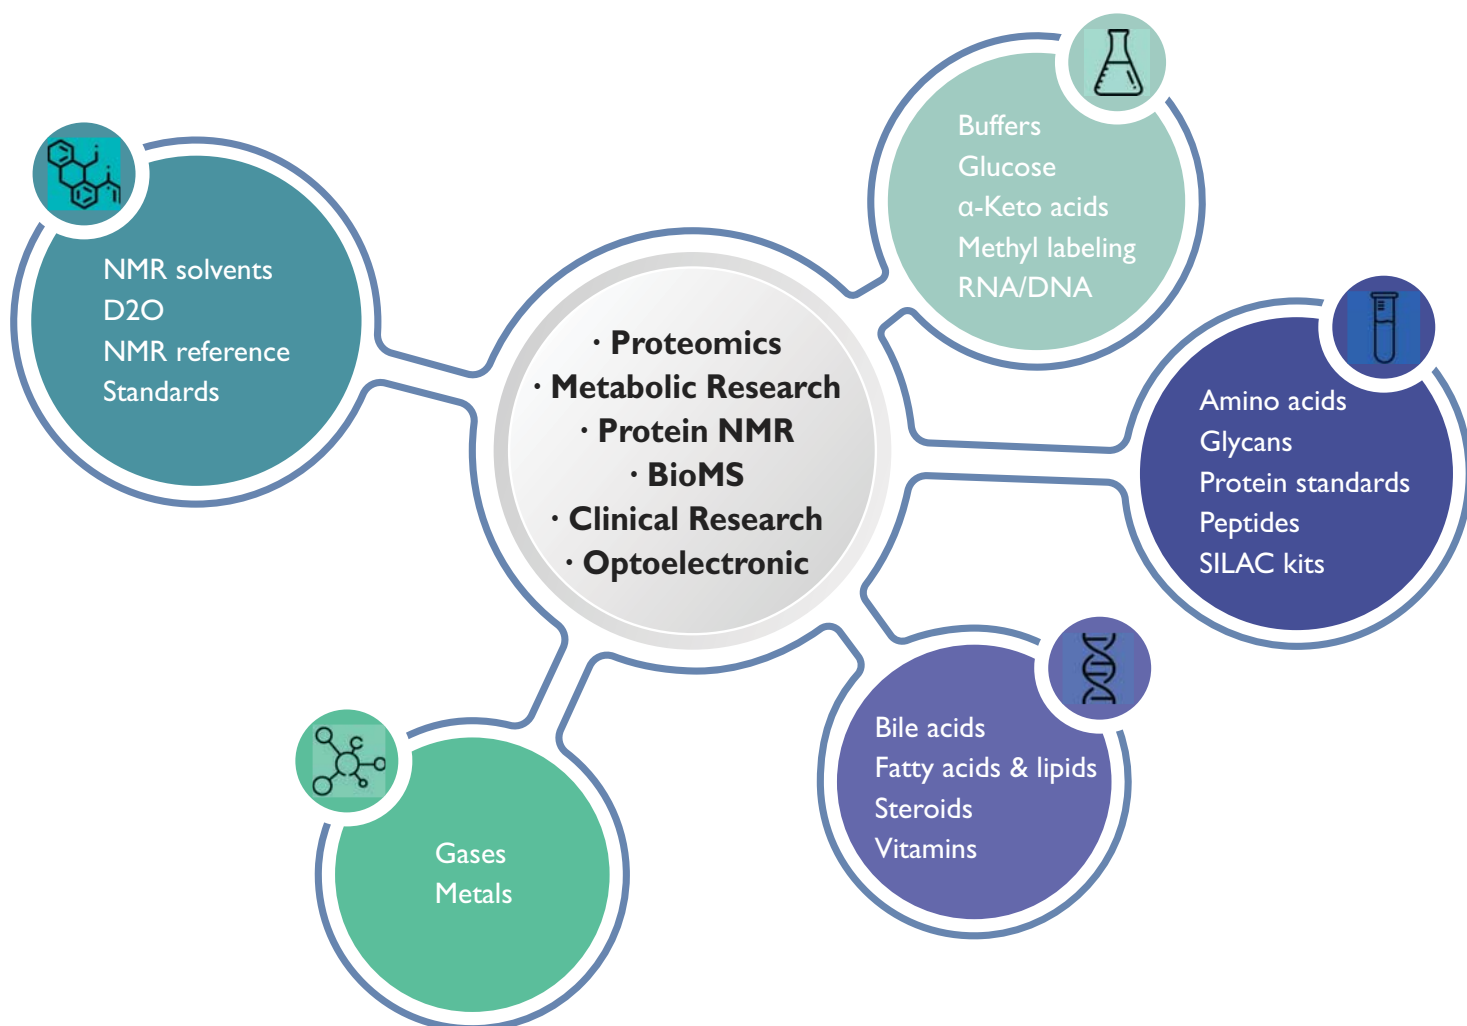 NMR solvents
D2O
NMR reference
Standards
· Proteomics
· Metabolic Research
· Protein NMR
· BioMS
· Clinical Research
· Optoelectronic
Buffers
Glucose
α-Keto acids
Methyl labeling
RNA/DNA
Amino acids
Glycans
Protein standards
Peptides
SILAC kits
Bile acids
Fatty acids & lipids
Steroids
Vitamins
Gases
Metals